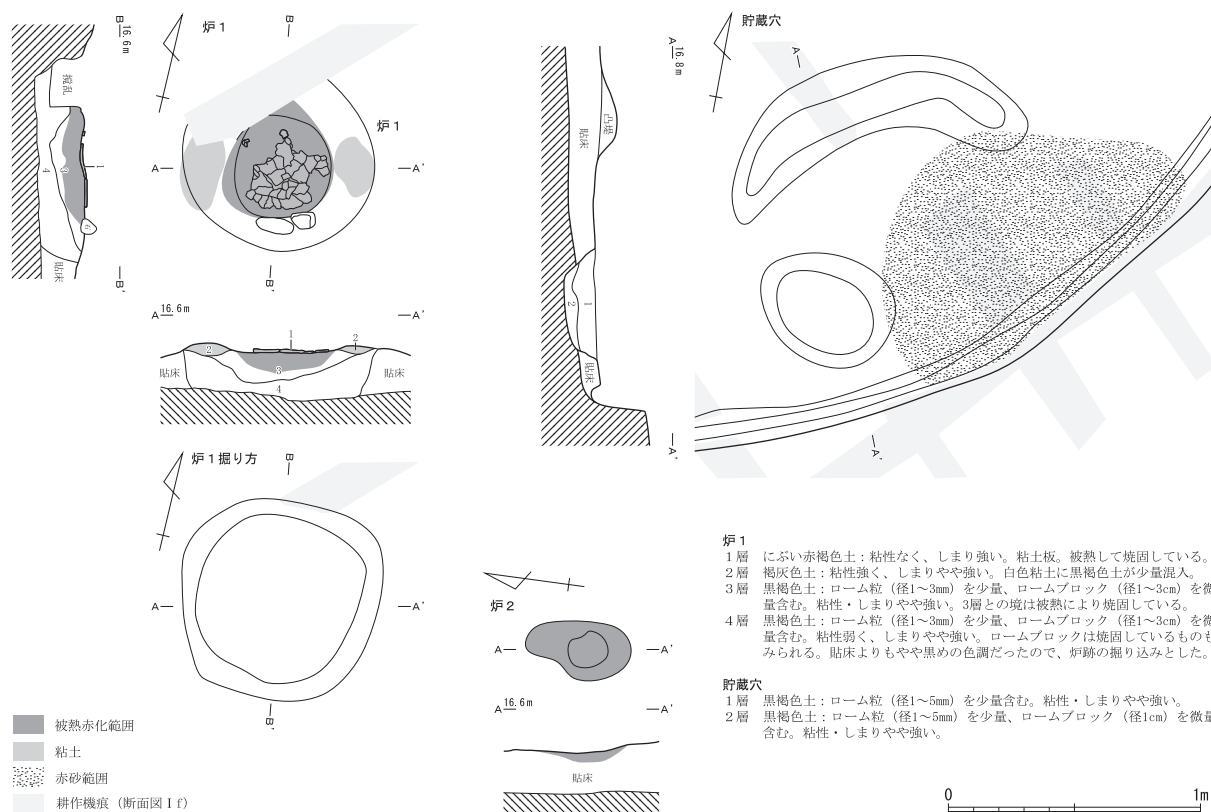 炉1
B
16.6m
攪乱
1
3
4
6
貼床
B'
B
炉1
A
A'
B'
A 16.6m
A'
1
2
2
3
4
貼床
貼床
炉1掘り方
B
A
A'
B'
被熱赤化範囲
粘土
赤砂範囲
耕作機痕（断面図Ⅰf）
炉2
A
A'
A 16.6m
A'
貼床
貯蔵穴
A
16.8m
凸堤
貼床
1
2
貼床
A'
A
A'
炉1
1層 にぶい赤褐色土：粘性なく、しまり強い。粘土板。被熱して焼固している。
2層 褐灰色土：粘性強く、しまりやや強い。白色粘土に黒褐色土が少量混入。
3層 黒褐色土：ローム粒（径1～3mm）を少量、ロームブロック（径1～3cm）を微
量含む。粘性・しまりやや強い。3層との境は被熱により焼固している。
4層 黒褐色土：ローム粒（径1～3mm）を少量、ロームブロック（径1～3cm）を微
量含む。粘性弱く、しまりやや強い。ロームブロックは焼固しているものも
みられる。貼床よりもやや黒めの色調だったので、炉跡の掘り込みとした。
貯蔵穴
1層 黒褐色土：ローム粒（径1～5mm）を少量含む。粘性・しまりやや強い。
2層 黒褐色土：ローム粒（径1～5mm）を少量、ロームブロック（径1cm）を微量
含む。粘性・しまりやや強い。
0
1m